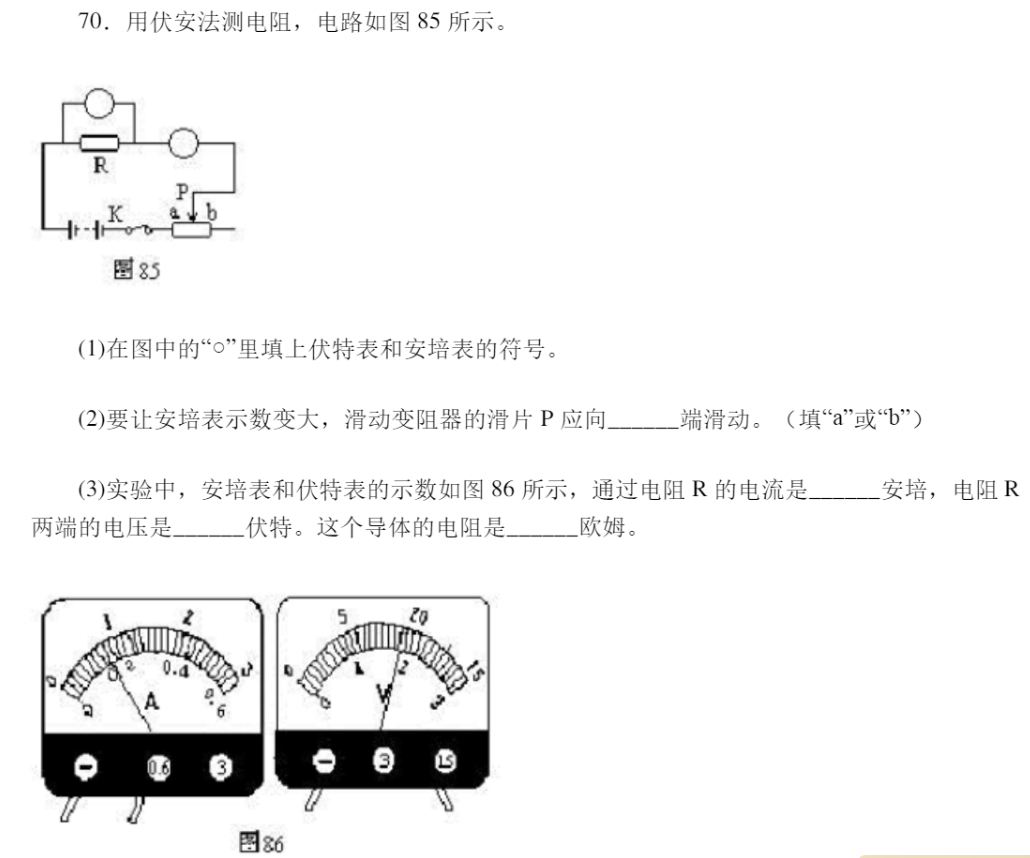 70．用伏安法测电阻，电路如图 85 所示。
R
P
K a b
图 85
(1)在图中的“○”里填上伏特表和安培表的符号。
(2)要让安培表示数变大，滑动变阻器的滑片 P 应向______端滑动。（填“a”或“b”）
(3)实验中，安培表和伏特表的示数如图 86 所示，通过电阻 R 的电流是______安培，电阻 R
两端的电压是______伏特。这个导体的电阻是______欧姆。
0 1 2 3
0 0.2 0.4 0.6
A
− 0.6 3
0 5 20 15
0 1 2 3
V
− 3 15
图 86